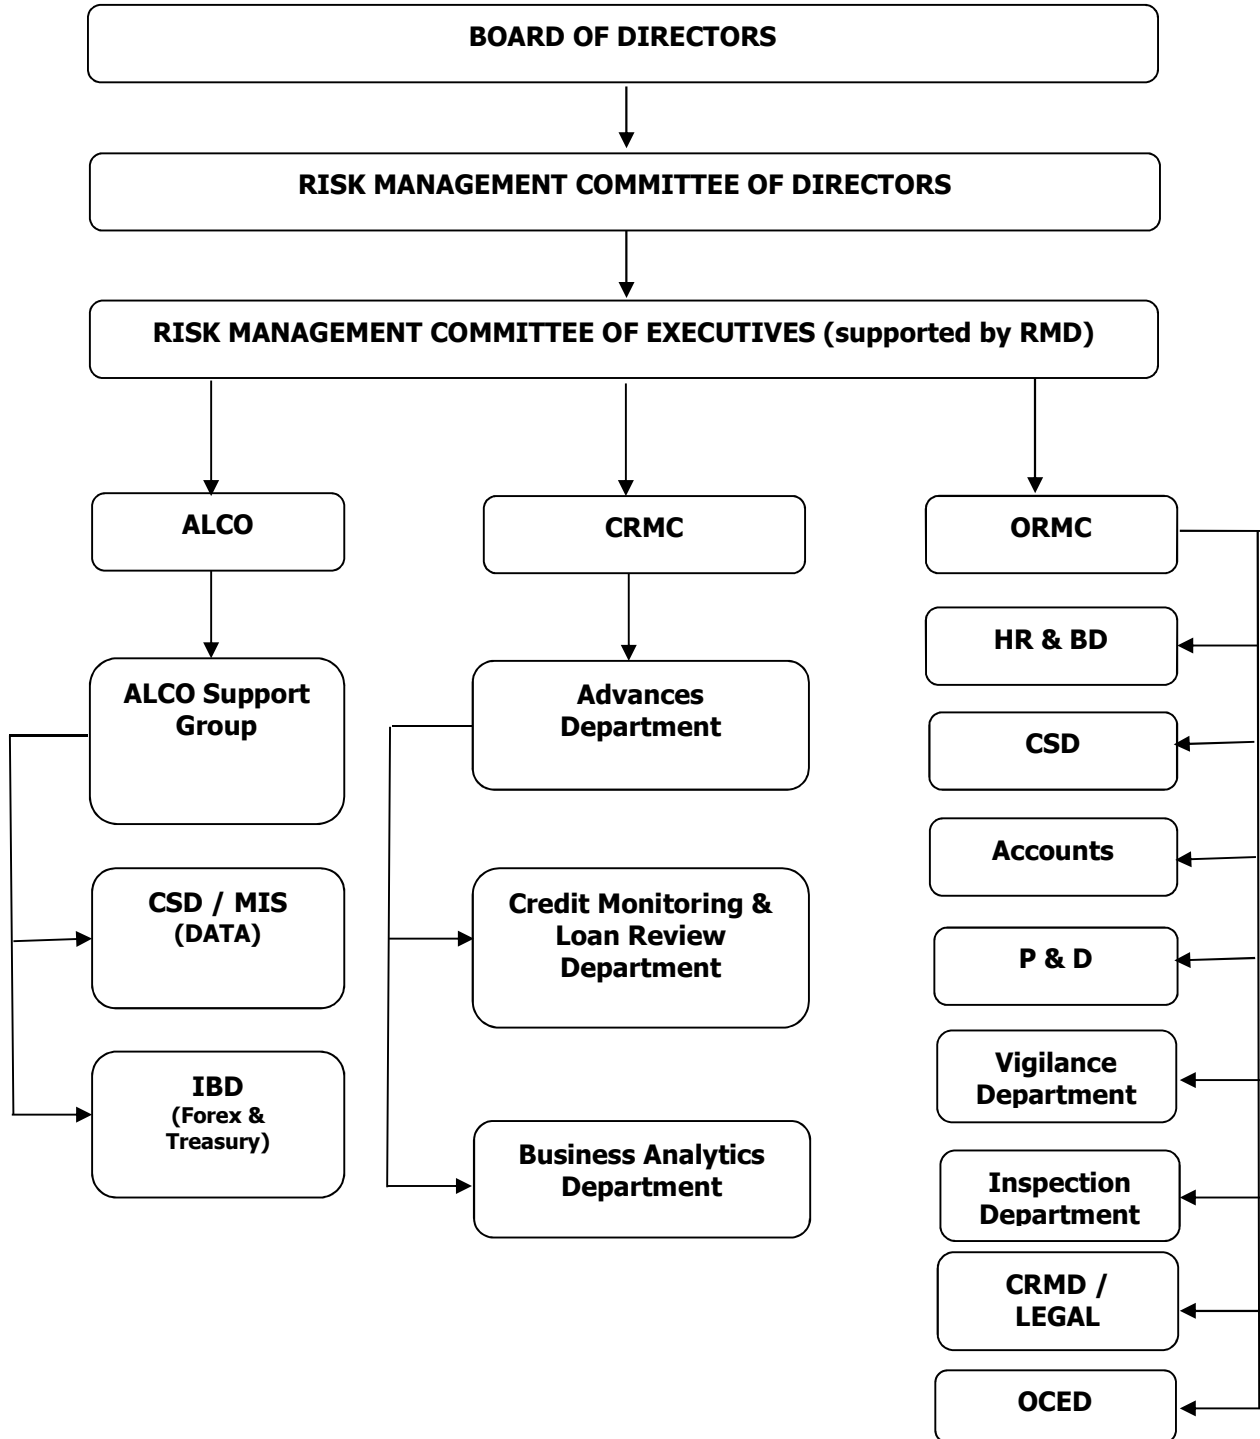 BOARD OF DIRECTORS
RISK MANAGEMENT COMMITTEE OF DIRECTORS
RISK MANAGEMENT COMMITTEE OF EXECUTIVES (supported by RMD)
ALCO
CRMC
ORMC
ALCO Support
Group
CSD / MIS
(DATA)
IBD
(Forex &
Treasury)
Advances
Department
Credit Monitoring &
Loan Review
Department
Business Analytics
Department
HR & BD
CSD
Accounts
P & D
Vigilance
Department
Inspection
Department
CRMD /
LEGAL
OCED